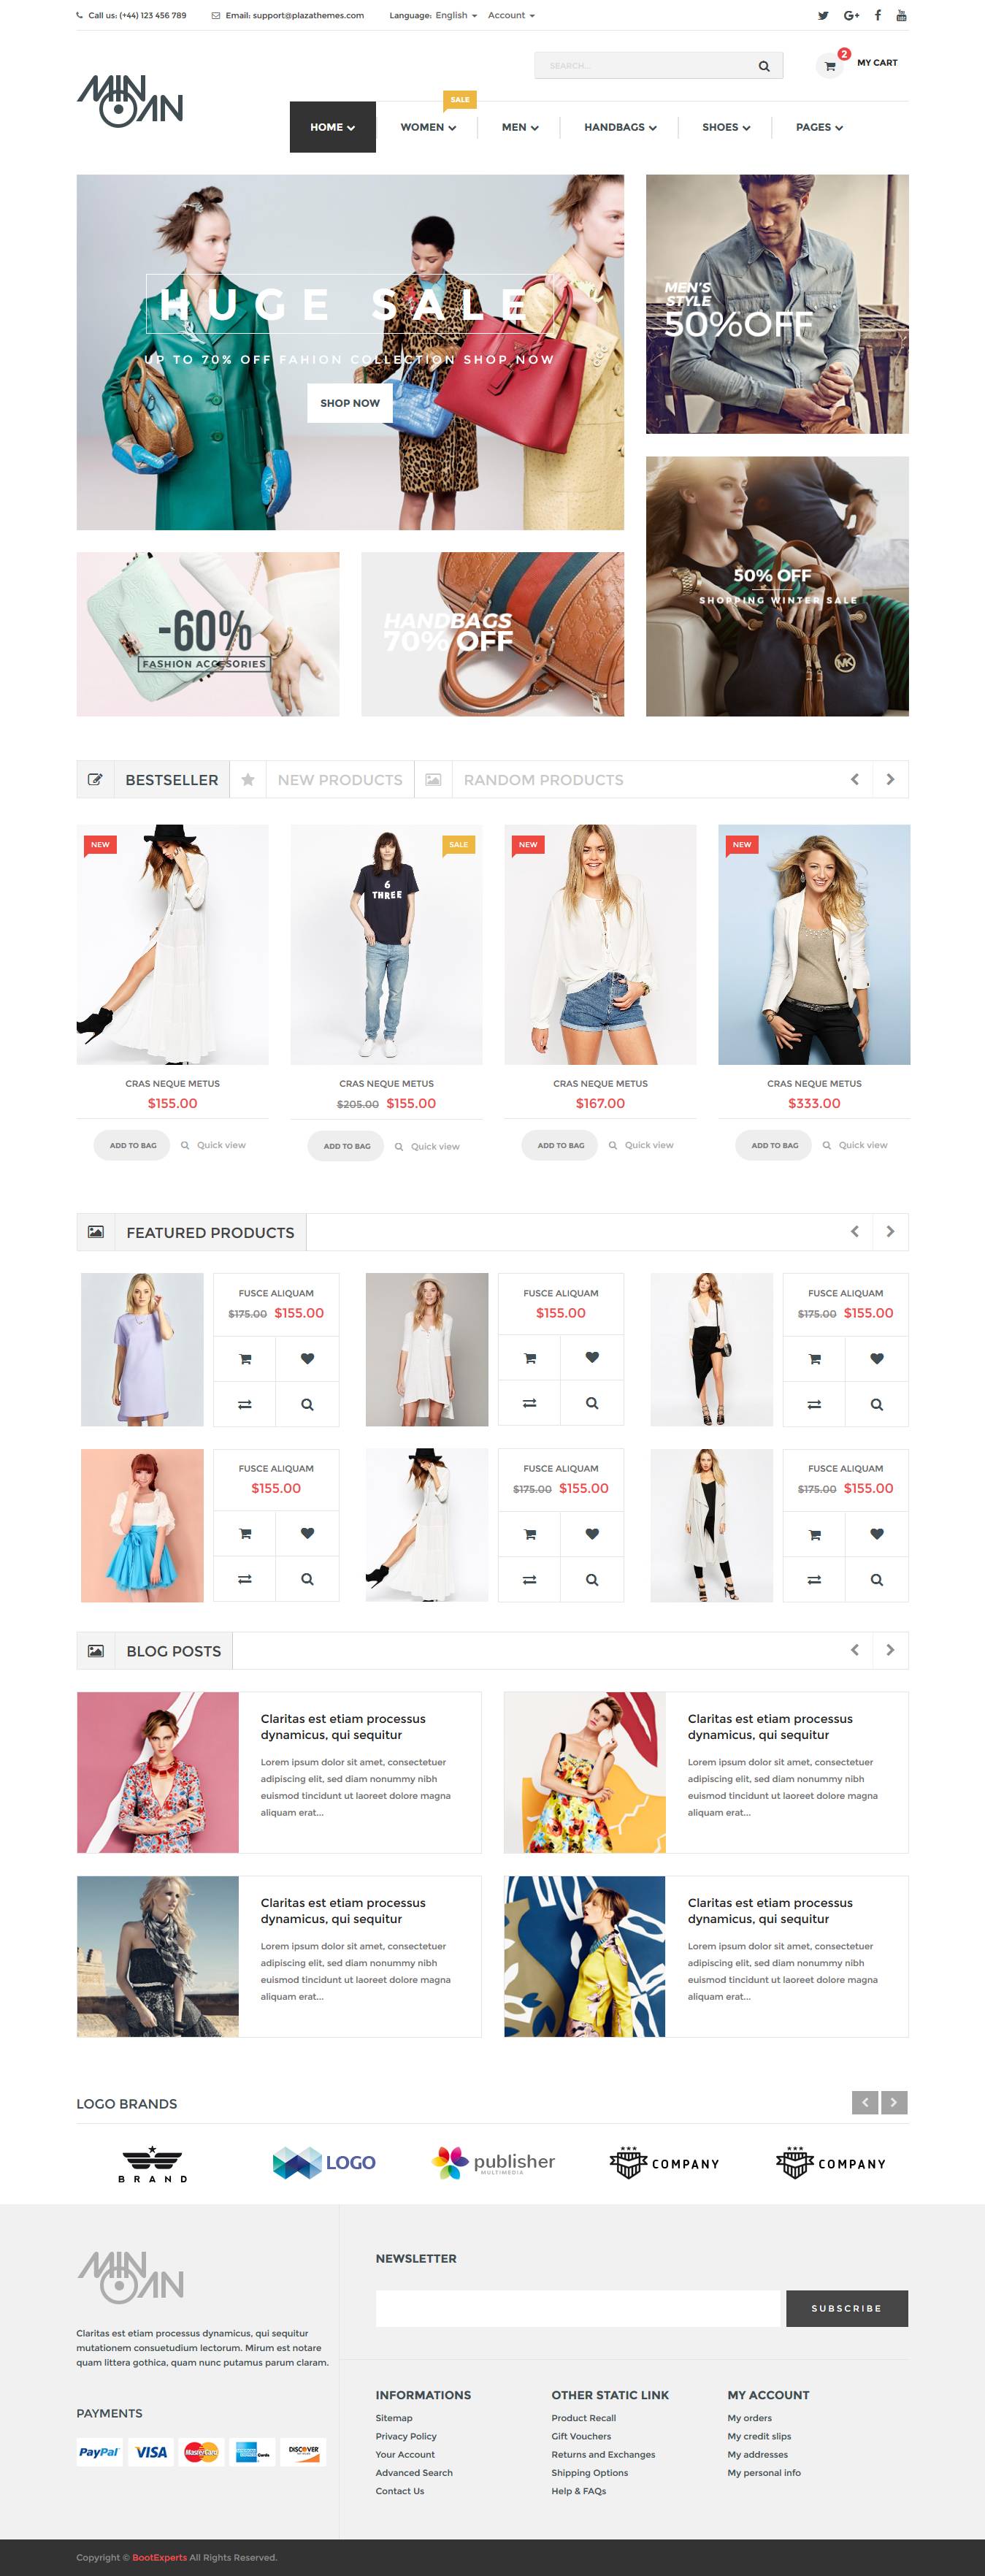 Call us: (+44) 123 456 789 Email: support@plazathemes.com Language: English Account
SEARCH...
2
MY CART
MINOAN
SALE
HOME WOMEN MEN HANDBAGS SHOES PAGES
HUGE SALE
UP TO 70% OFF FAHION COLLECTION SHOP NOW
SHOP NOW
MEN'S
STYLE
50%OFF
50% OFF
SHOPPING WINTER SALE
MK
-60%
FASHION ACCESSORIES
HANDBAGS
70% OFF
BESTSELLER NEW PRODUCTS RANDOM PRODUCTS
NEW SALE NEW NEW
6
THREE
CRAS NEQUE METUS CRAS NEQUE METUS CRAS NEQUE METUS CRAS NEQUE METUS
$155.00 $205.00 $155.00 $167.00 $333.00
ADD TO BAG Quick view ADD TO BAG Quick view ADD TO BAG Quick view ADD TO BAG Quick view
FEATURED PRODUCTS
FUSCE ALIQUAM FUSCE ALIQUAM FUSCE ALIQUAM
$175.00 $155.00 $155.00 $175.00 $155.00
FUSCE ALIQUAM FUSCE ALIQUAM FUSCE ALIQUAM
$155.00 $175.00 $155.00 $175.00 $155.00
BLOG POSTS
Claritas est etiam processus
dynamicus, qui sequitur
Lorem ipsum dolor sit amet, consectetuer
adipiscing elit, sed diam nonummy nibh
euismod tincidunt ut laoreet dolore magna
aliquam erat...
Claritas est etiam processus
dynamicus, qui sequitur
Lorem ipsum dolor sit amet, consectetuer
adipiscing elit, sed diam nonummy nibh
euismod tincidunt ut laoreet dolore magna
aliquam erat...
Claritas est etiam processus
dynamicus, qui sequitur
Lorem ipsum dolor sit amet, consectetuer
adipiscing elit, sed diam nonummy nibh
euismod tincidunt ut laoreet dolore magna
aliquam erat...
Claritas est etiam processus
dynamicus, qui sequitur
Lorem ipsum dolor sit amet, consectetuer
adipiscing elit, sed diam nonummy nibh
euismod tincidunt ut laoreet dolore magna
aliquam erat...
LOGO BRANDS
BRAND
LOGO
publisher
MULTIMEDIA
COMPANY
COMPANY
MINOAN
Claritas est etiam processus dynamicus, qui sequitur
mutationem consuetudium lectorum. Mirum est notare
quam littera gothica, quam nunc putamus parum claram.
PAYMENTS
PayPal VISA MasterCard Cards DISCOVER
NEWSLETTER
SUBSCRIBE
INFORMATIONS
Sitemap
Privacy Policy
Your Account
Advanced Search
Contact Us
OTHER STATIC LINK
Product Recall
Gift Vouchers
Returns and Exchanges
Shipping Options
Help & FAQs
MY ACCOUNT
My orders
My credit slips
My addresses
My personal info
Copyright © BootExperts All Rights Reserved.